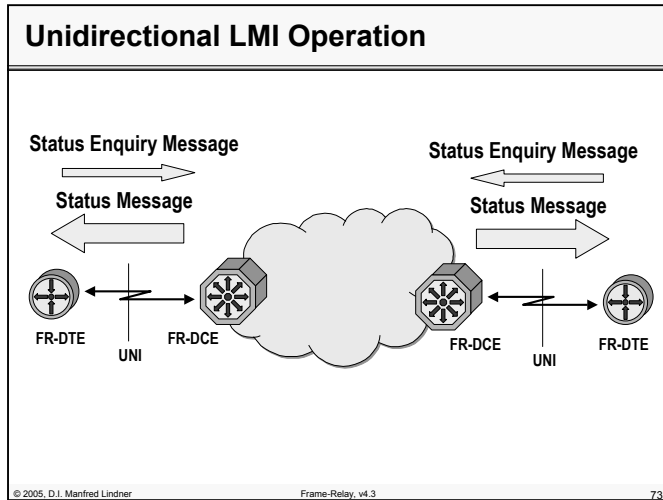 Unidirectional LMI Operation
Status Enquiry Message
Status Message
Status Enquiry Message
Status Message
FR-DTE
UNI
FR-DCE
FR-DCE
UNI
FR-DTE
© 2005, D.I. Manfred Lindner
Frame-Relay, v4.3
73